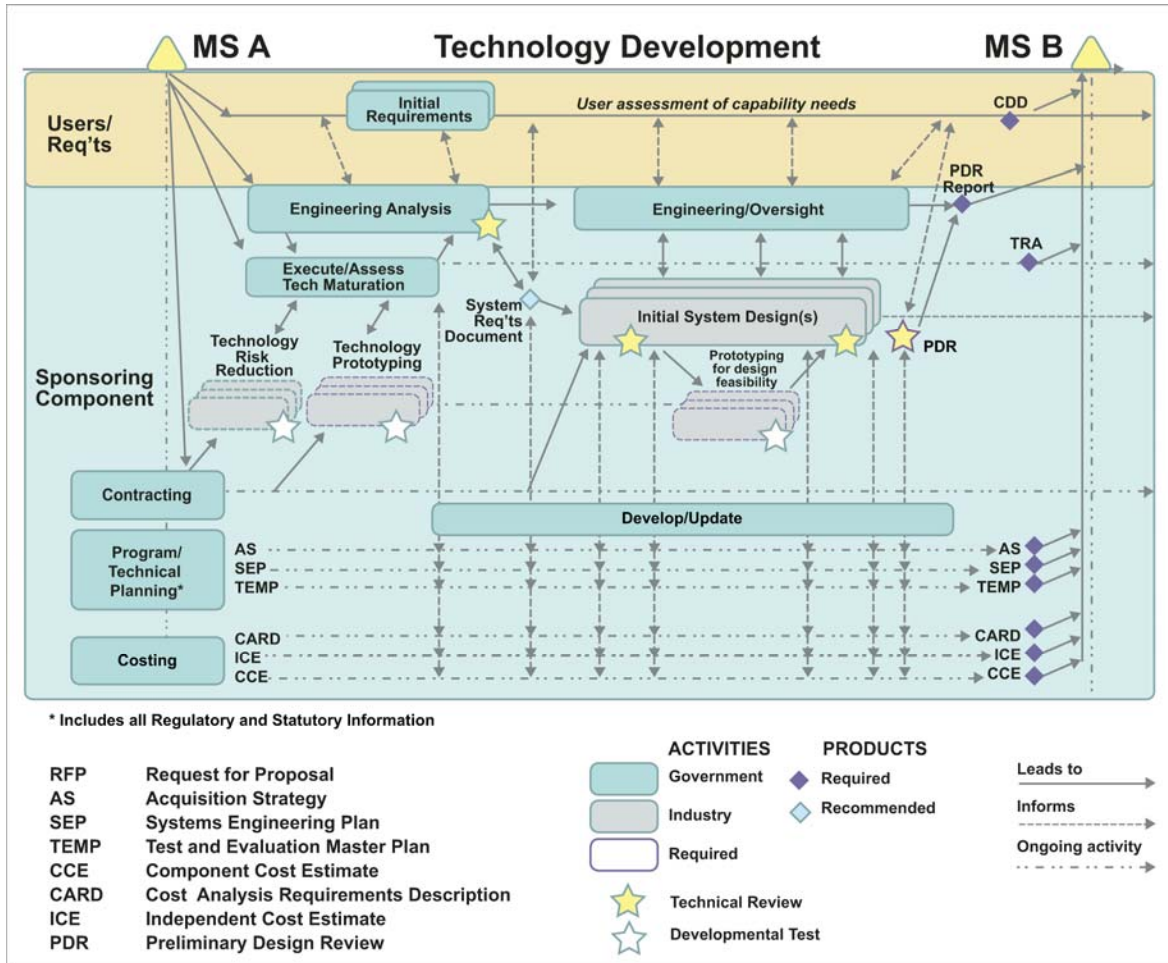 MS A
Technology Development
MS B
Users/
Req'ts
Initial
Requirements
User assessment of capability needs
CDD
Engineering Analysis
Engineering/Oversight
PDR
Report
TRA
Execute/Assess
Tech Maturation
System
Req'ts
Document
Initial System Design(s)
PDR
Technology
Risk
Reduction
Technology
Prototyping
Prototyping
for design
feasibility
Sponsoring
Component
Contracting
Develop/Update
Program/
Technical
Planning*
AS
SEP
TEMP
AS
SEP
TEMP
Costing
CARD
ICE
CCE
CARD
ICE
CCE
* Includes all Regulatory and Statutory Information
RFP Request for Proposal
AS Acquisition Strategy
SEP Systems Engineering Plan
TEMP Test and Evaluation Master Plan
CCE Component Cost Estimate
CARD Cost Analysis Requirements Description
ICE Independent Cost Estimate
PDR Preliminary Design Review
ACTIVITIES
Government
Industry
Required
Technical Review
Developmental Test
PRODUCTS
Required
Recommended
Leads to
Informs
Ongoing activity